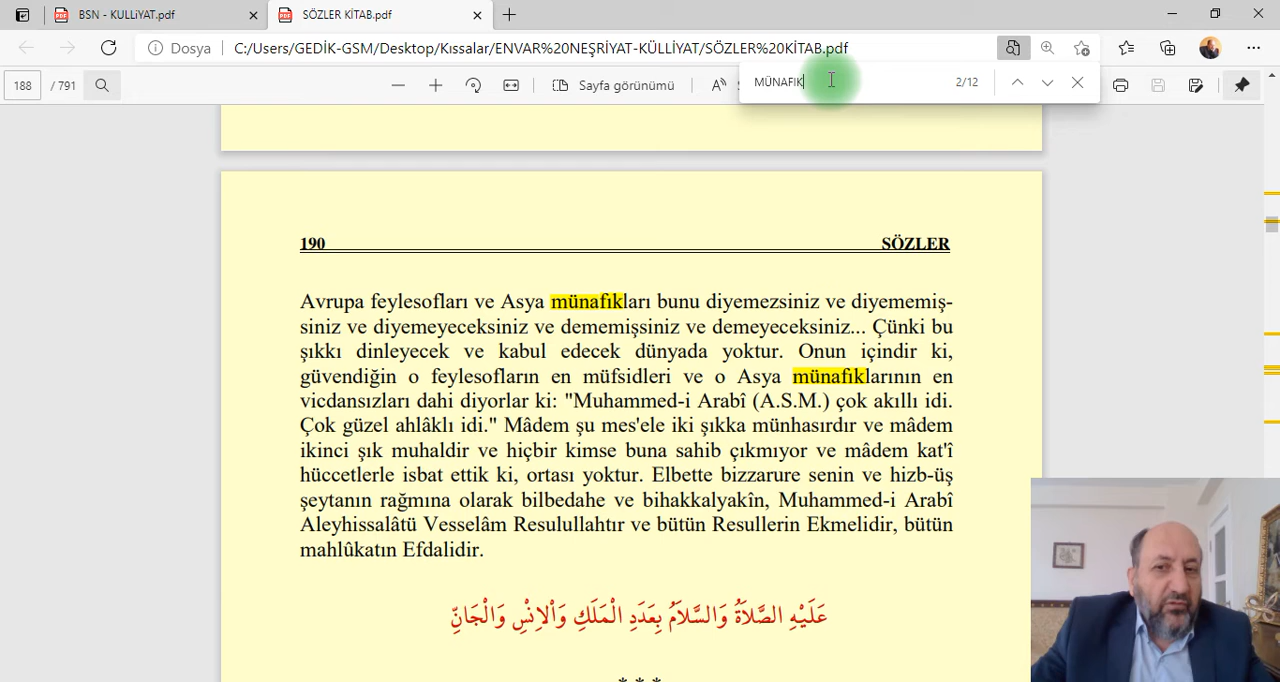 BSN - KULLİYAT.pdf
SÖZLER KİTAB.pdf
Dosya
C:/Users/GEDİK-GSM/Desktop/Kıssalar/ENVAR%20NEŞRİYAT-KÜLLİYAT/SÖZLER%20KİTAB.pdf
188 / 791
Sayfa görünümü
MÜNAFIK
2/12
190
SÖZLER
Avrupa feylesofları ve Asya münafıkları bunu diyemezsiniz ve diyememiş-
siniz ve diyemeyeceksiniz ve dememişsiniz ve demeyeceksiniz... Çünki bu
şıkkı dinleyecek ve kabul edecek dünyada yoktur. Onun içindir ki,
güvendiğin o feylesofların en müfsidleri ve o Asya münafıklarının en
vicdansızları dahi diyorlar ki: "Muhammed-i Arabî (A.S.M.) çok akıllı idi.
Çok güzel ahlâklı idi." Mâdem şu mes'ele iki şıkka münhasırdır ve mâdem
ikinci şık muhaldir ve hiçbir kimse buna sahib çıkmıyor ve mâdem kat'î
hüccetlerle isbat ettik ki, ortası yoktur. Elbette bizzarure senin ve hizb-üş
şeytanın rağmına olarak bilbedahe ve bihakkalyakîn, Muhammed-i Arabî
Aleyhissalâtü Vesselâm Resulullahtır ve bütün Resullerin Ekmelidir, bütün
mahlûkatın Efdalidir.
عَلَيْهِ الصَّلاَةُ وَالسَّلاَمُ بِعَدَدِ الْمَلَكِ وَاْلاِنْسِ وَالْجَانِّ
* * *